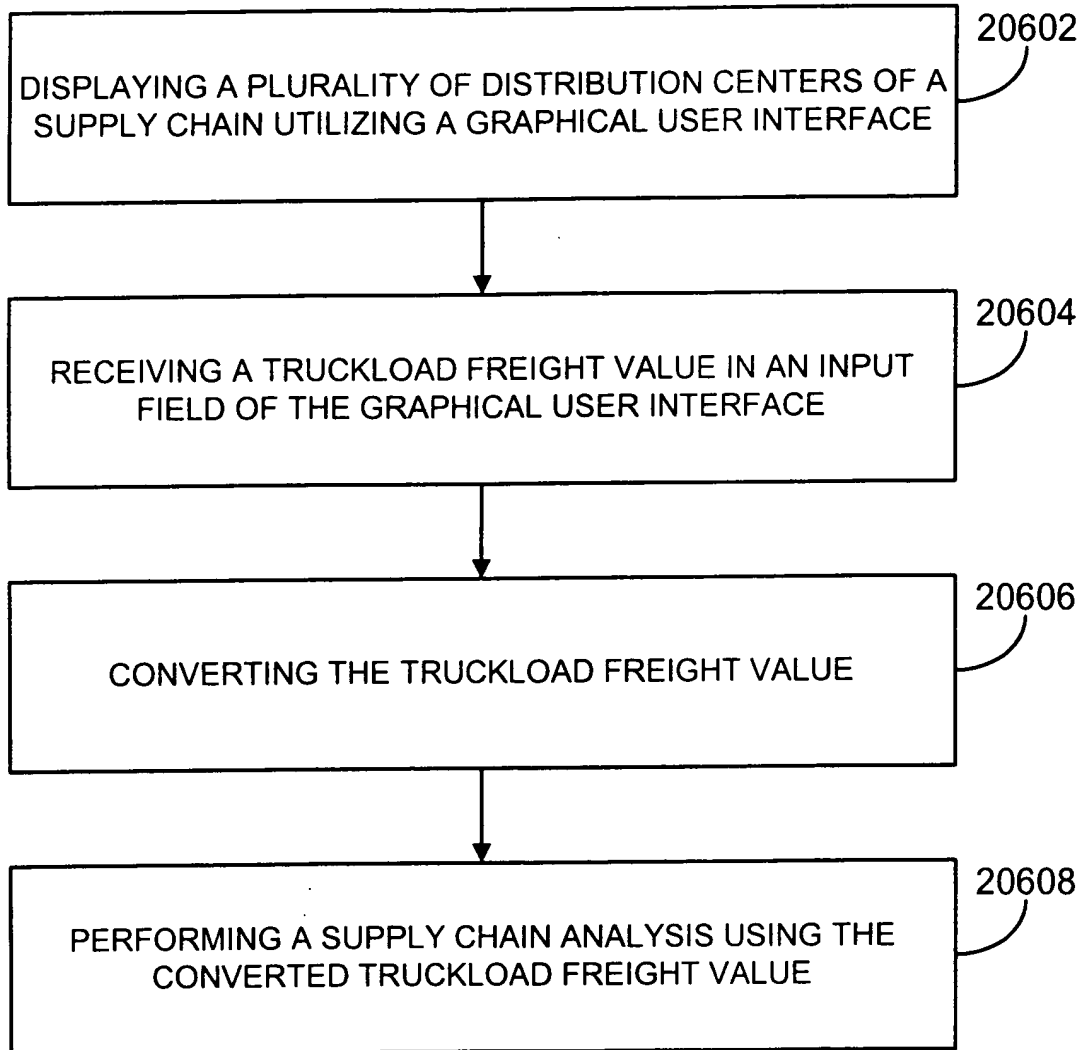 20602
DISPLAYING A PLURALITY OF DISTRIBUTION CENTERS OF A
SUPPLY CHAIN UTILIZING A GRAPHICAL USER INTERFACE
20604
RECEIVING A TRUCKLOAD FREIGHT VALUE IN AN INPUT
FIELD OF THE GRAPHICAL USER INTERFACE
20606
CONVERTING THE TRUCKLOAD FREIGHT VALUE
20608
PERFORMING A SUPPLY CHAIN ANALYSIS USING THE
CONVERTED TRUCKLOAD FREIGHT VALUE